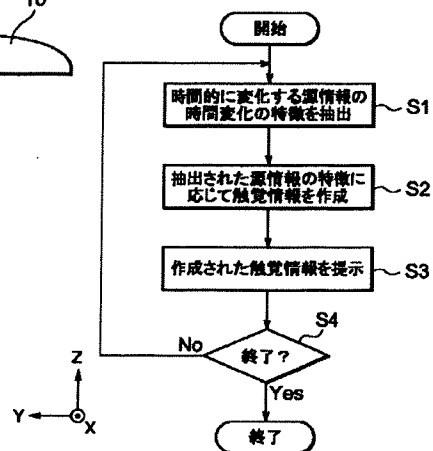 開始
時間的に変化する源情報の
時間変化の特徴を抽出
S1
抽出された源情報の特徴に
応じて触覚情報を作成
S2
作成された触覚情報を提示
S3
S4
No
終了？
Yes
終了
Z
Y
X